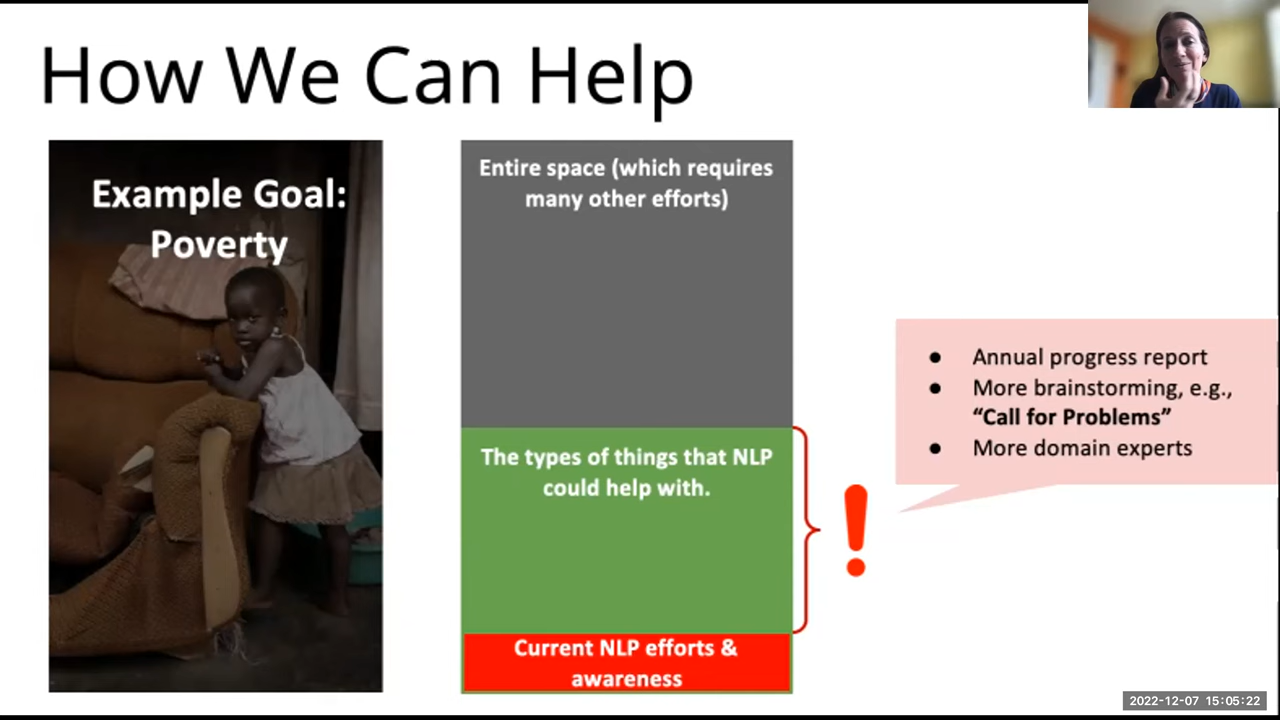 How We Can Help
Example Goal:
Poverty
Entire space (which requires
many other efforts)
The types of things that NLP
could help with.
Current NLP efforts &
awareness
!
● Annual progress report
● More brainstorming, e.g.,
“Call for Problems”
● More domain experts
2022-12-07 15:05:22